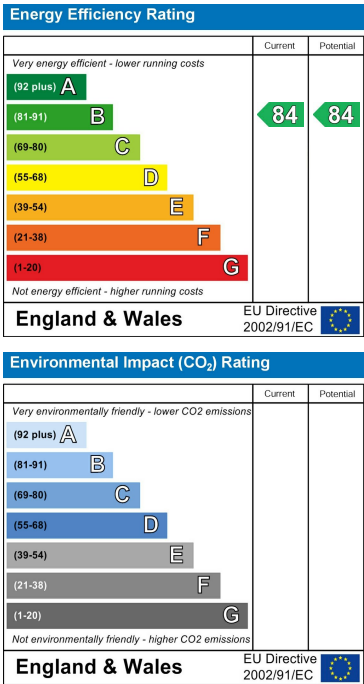 Energy Efficiency Rating
Current Potential
Very energy efficient - lower running costs
(92 plus) A
(81-91) B 84 84
(69-80) C
(55-68) D
(39-54) E
(21-38) F
(1-20) G
Not energy efficient - higher running costs
England & Wales EU Directive
2002/91/EC
Environmental Impact (CO₂) Rating
Current Potential
Very environmentally friendly - lower CO2 emissions
(92 plus) A
(81-91) B
(69-80) C
(55-68) D
(39-54) E
(21-38) F
(1-20) G
Not environmentally friendly - higher CO2 emissions
England & Wales EU Directive
2002/91/EC